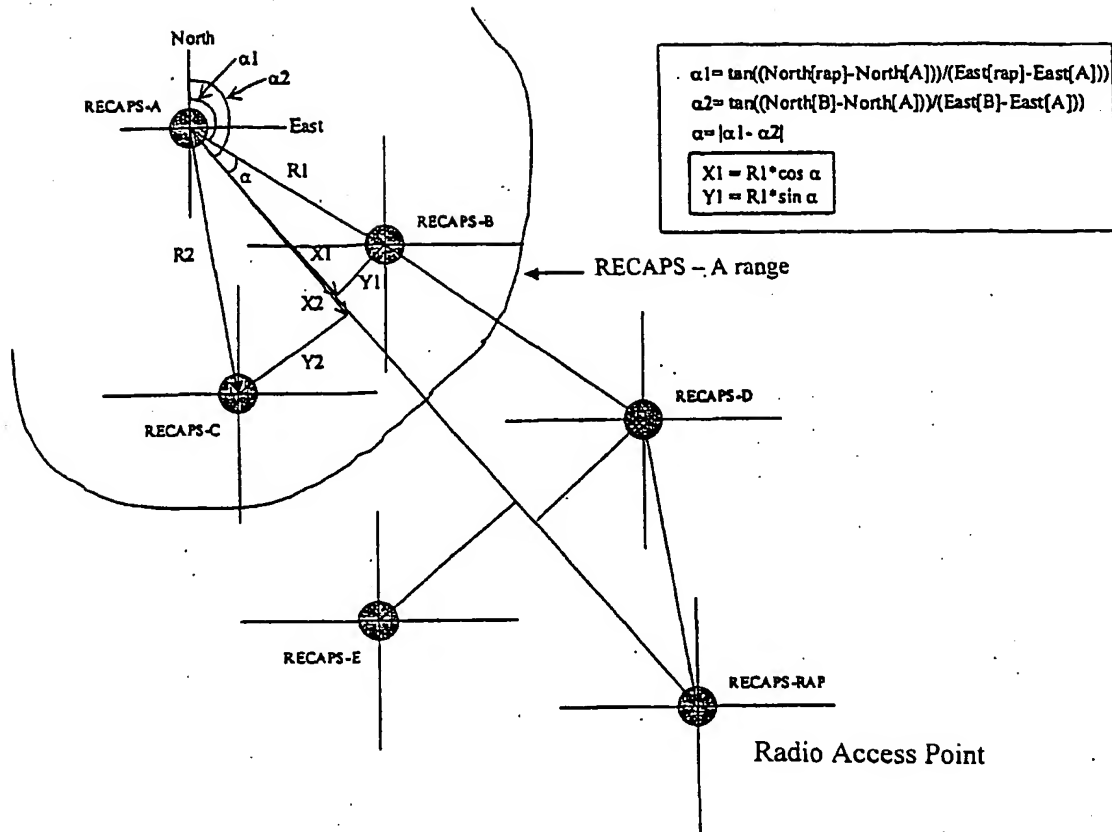 North
α1
α2
RECAPS-A
East
α
R1
R2
RECAPS-B
X1
Y1
X2
Y2
RECAPS-C
α1= tan((North[rap]-North[A]))/(East[rap]-East[A]))
α2= tan((North[B]-North[A]))/(East[B]-East[A]))
α= |α1- α2|
X1 = R1*cos α
Y1 = R1*sin α
RECAPS – A range
RECAPS-D
RECAPS-E
RECAPS-RAP
Radio Access Point